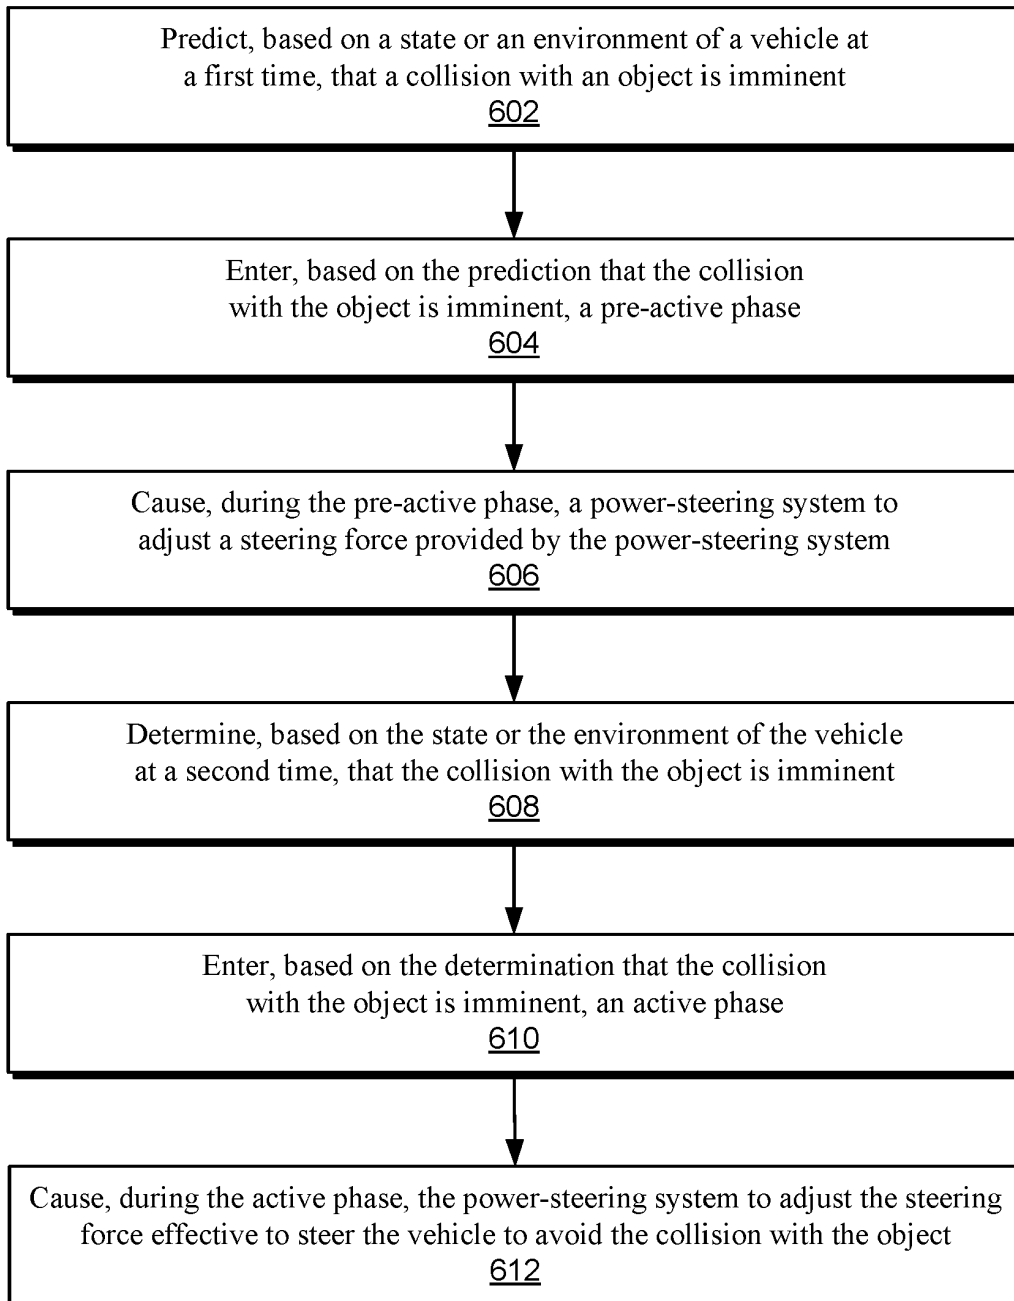 Predict, based on a state or an environment of a vehicle at
a first time, that a collision with an object is imminent
602
Enter, based on the prediction that the collision
with the object is imminent, a pre-active phase
604
Cause, during the pre-active phase, a power-steering system to
adjust a steering force provided by the power-steering system
606
Determine, based on the state or the environment of the vehicle
at a second time, that the collision with the object is imminent
608
Enter, based on the determination that the collision
with the object is imminent, an active phase
610
Cause, during the active phase, the power-steering system to adjust the steering
force effective to steer the vehicle to avoid the collision with the object
612